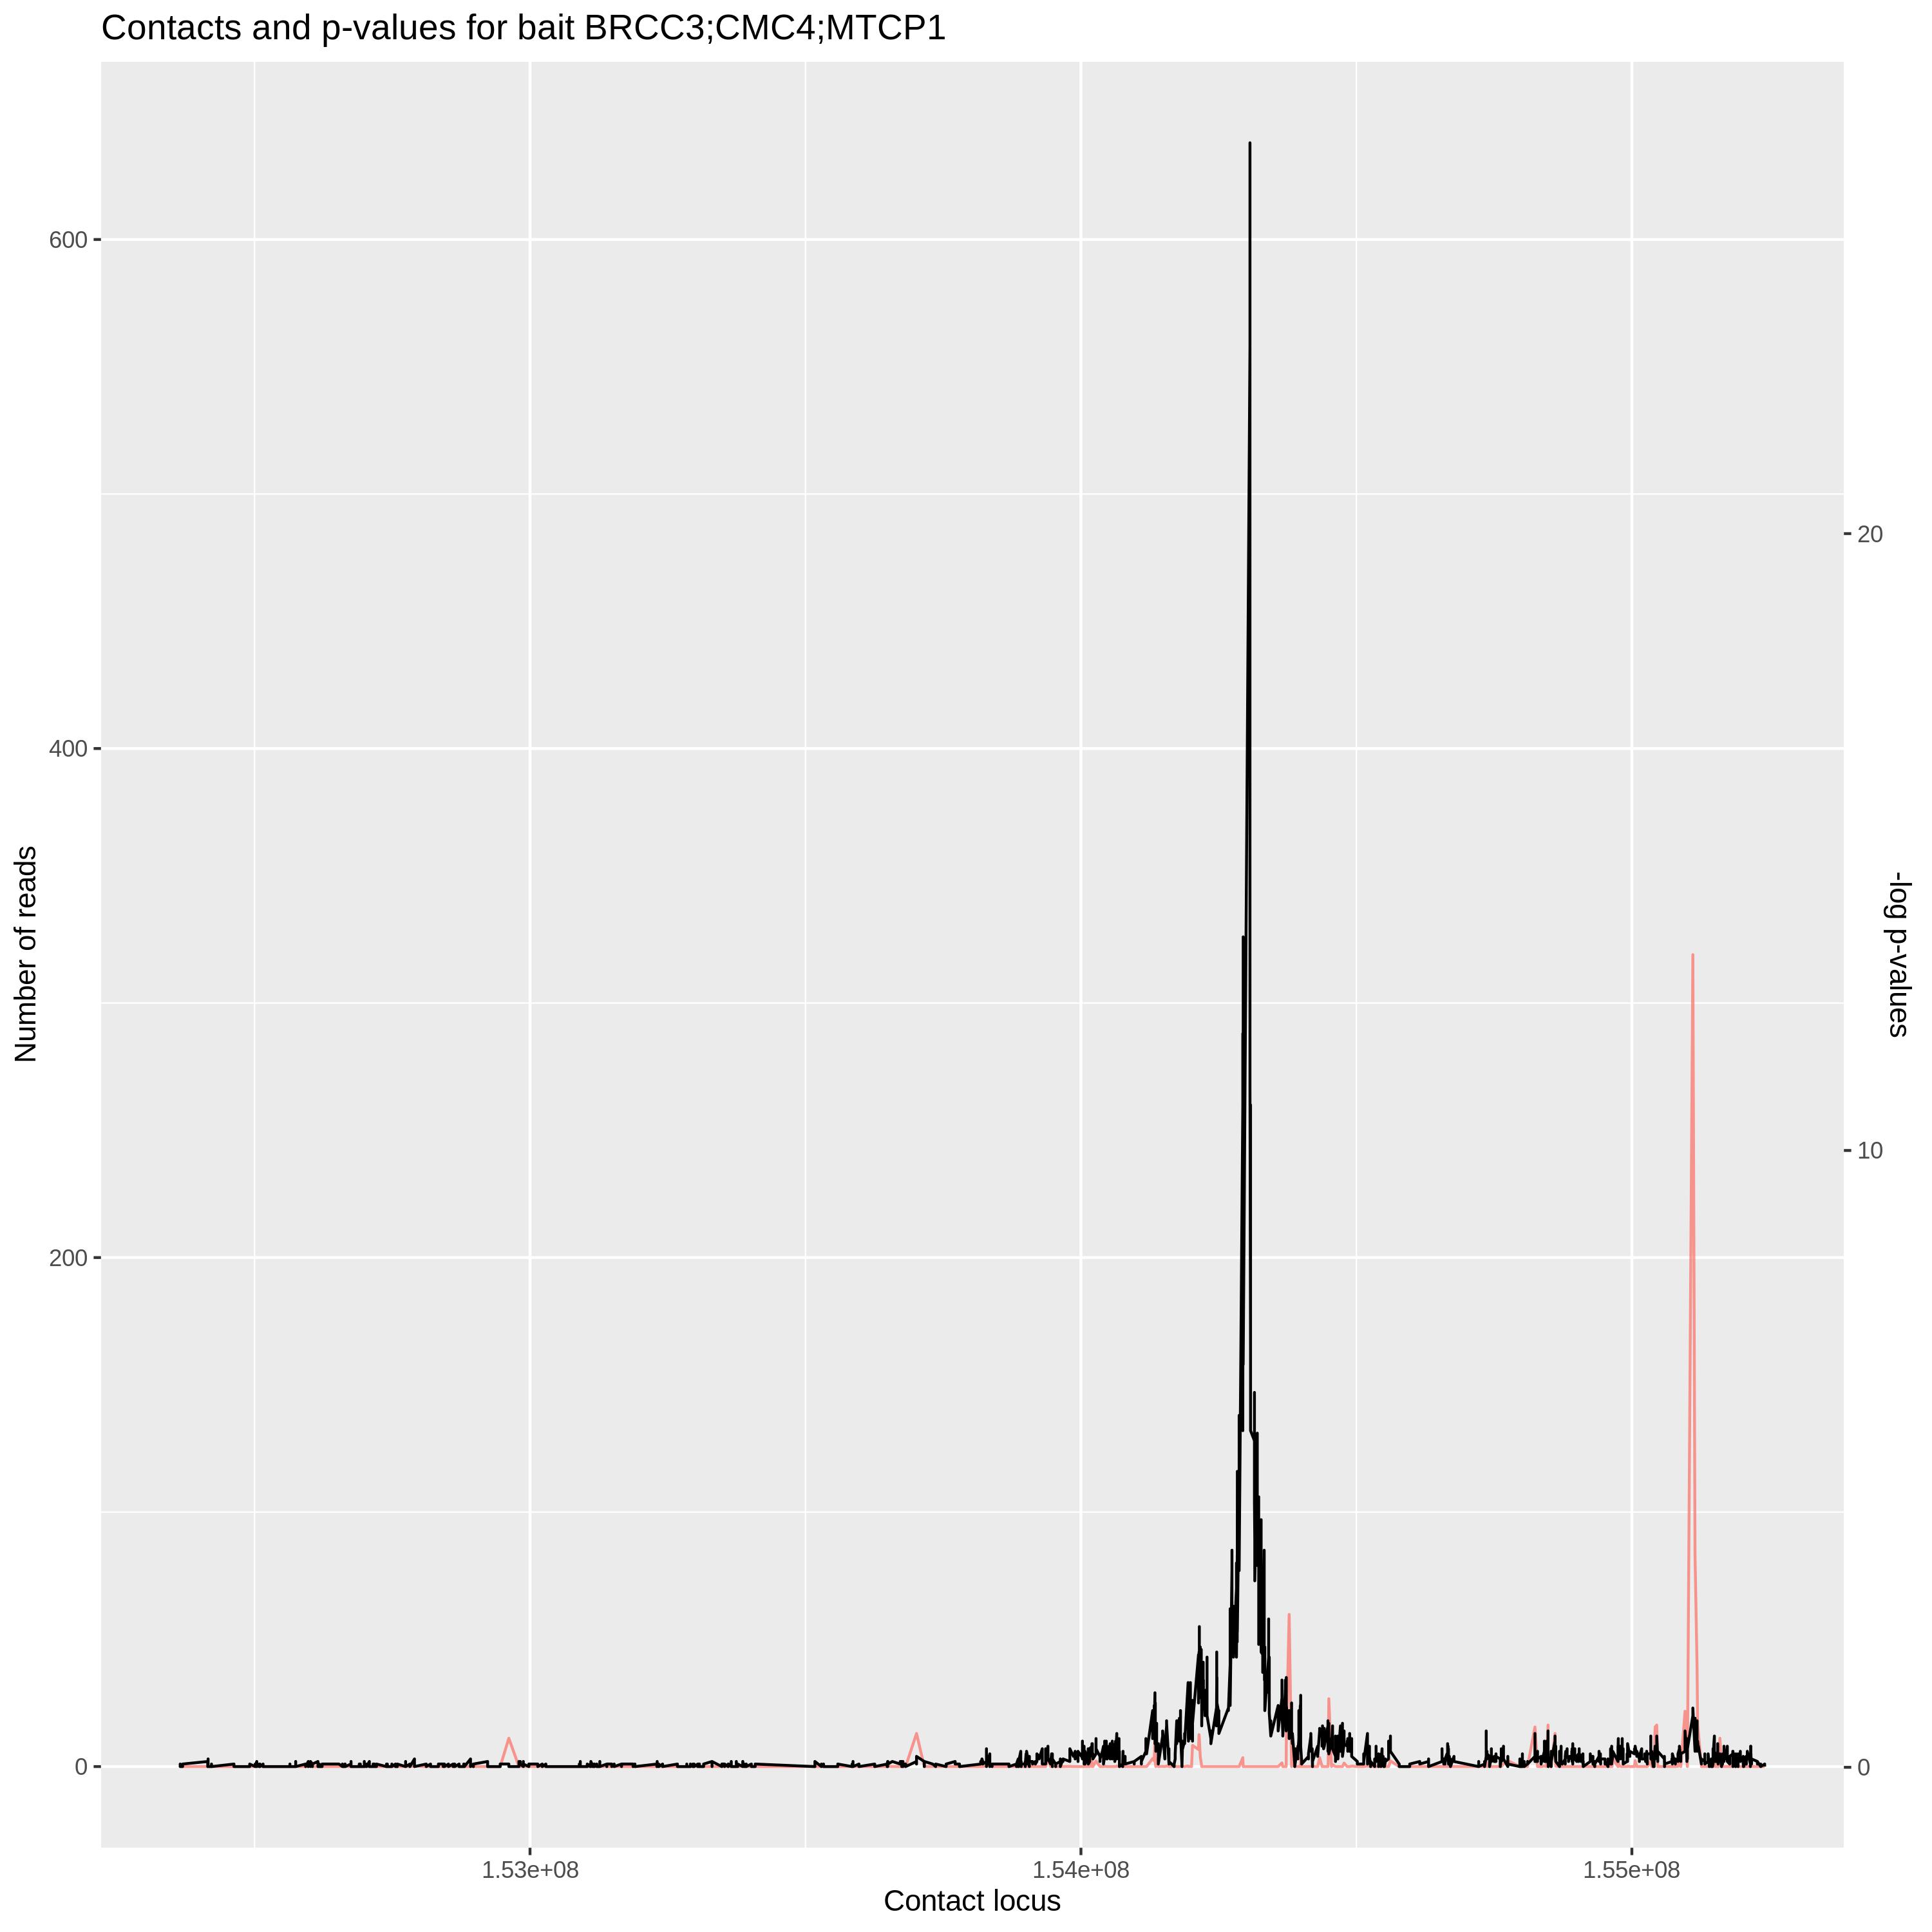 Contacts and p-values for bait BRCC3;CMC4;MTCP1
600
400
200
0
Number of reads
20
10
0
-log p-values
1.53e+08
1.54e+08
1.55e+08
Contact locus